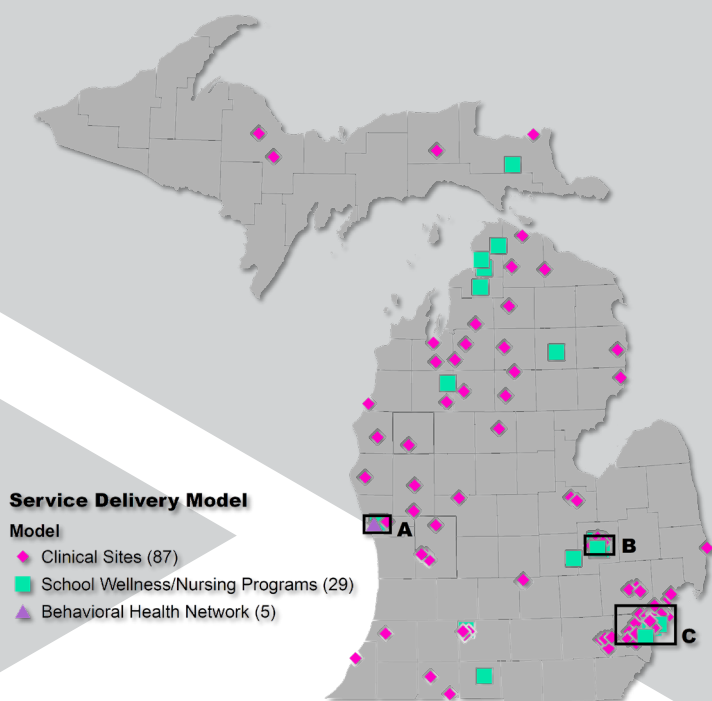 A
B
C
Service Delivery Model
Model
Clinical Sites (87)
School Wellness/Nursing Programs (29)
Behavioral Health Network (5)